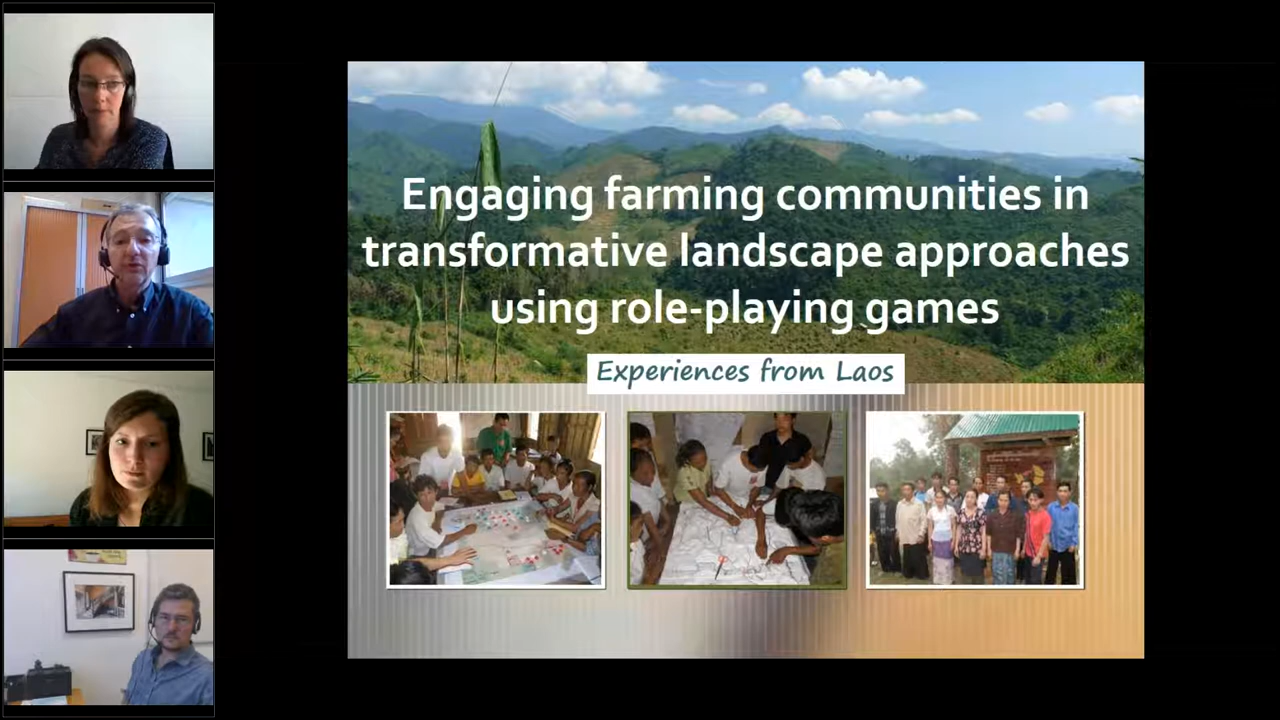 Engaging farming communities in
transformative landscape approaches
using role-playing games
Experiences from Laos